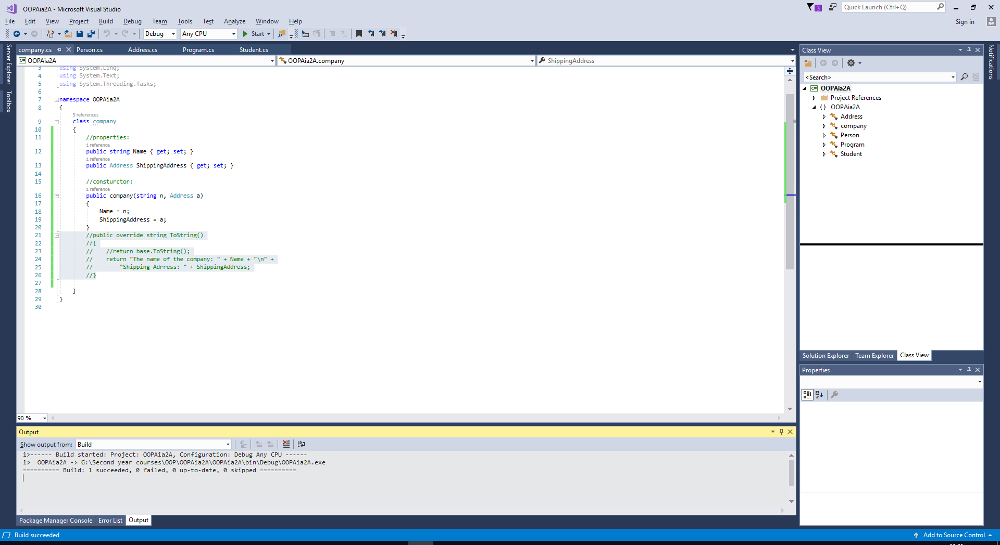 OOPAia2A - Microsoft Visual Studio
3
Quick Launch (Ctrl+Q)
File Edit View Project Build Debug Team Tools Test Analyze Window Help
Sign in
Debug Any CPU Start
Server Explorer
Toolbox
company.cs Person.cs Address.cs Program.cs Student.cs
C# OOPAia2A OOPAia2A.company ShippingAddress
3 using System.Linq;
4 using System.Text;
5 using System.Threading.Tasks;
6
7 namespace OOPAia2A
8 {
3 references
9 class company
10 {
11 //properties:
1 reference
12 public string Name { get; set; }
1 reference
13 public Address ShippingAddress { get; set; }
14
15 //consturctor:
1 reference
16 public company(string n, Address a)
17 {
18 Name = n;
19 ShippingAddress = a;
20 }
21 //public override string ToString()
22 //{
23 //    //return base.ToString();
24 //    return "The name of the company: " + Name + "\n" +
25 //        "Shipping Adrress: " + ShippingAddress;
26 //}
27
28 }
29 }
30
90 %
Output
Show output from: Build
1>------ Build started: Project: OOPAia2A, Configuration: Debug Any CPU ------
1>  OOPAia2A -> G:\Second year courses\OOP\OOPAia2A\OOPAia2A\bin\Debug\OOPAia2A.exe
========== Build: 1 succeeded, 0 failed, 0 up-to-date, 0 skipped ==========
Package Manager Console Error List Output
Build succeeded
Class View
<Search>
C# OOPAia2A
Project References
{} OOPAia2A
Address
company
Person
Program
Student
Solution Explorer Team Explorer Class View
Properties
Notifications
Add to Source Control